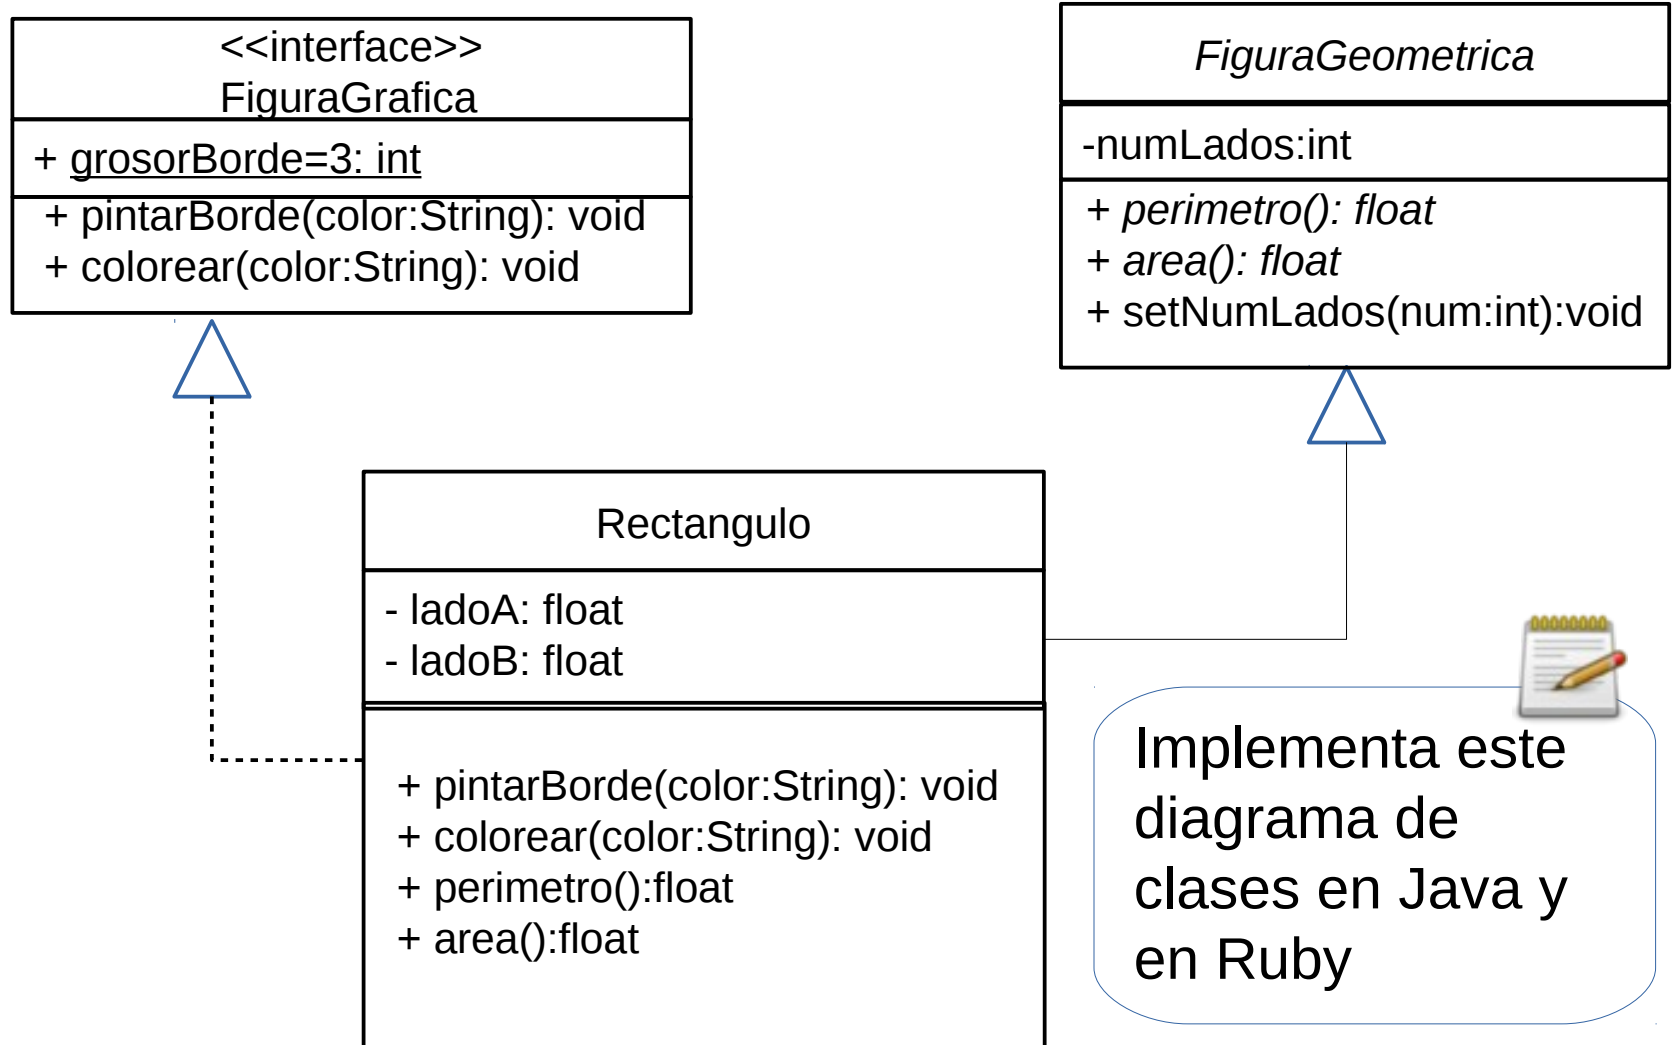 <<interface>>
FiguraGrafica
+ grosorBorde=3: int
+ pintarBorde(color:String): void
+ colorear(color:String): void
FiguraGeometrica
-numLados:int
+ perimetro(): float
+ area(): float
+ setNumLados(num:int):void
Rectangulo
- ladoA: float
- ladoB: float
+ pintarBorde(color:String): void
+ colorear(color:String): void
+ perimetro():float
+ area():float
Implementa este
diagrama de
clases en Java y
en Ruby